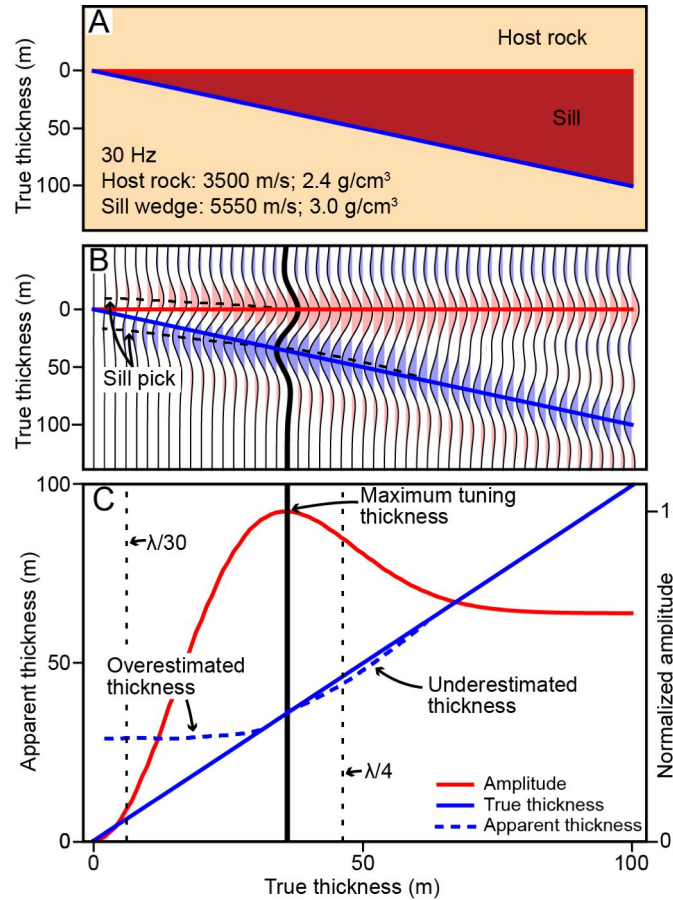 A
Host rock
True thickness (m)
0
50
100
Sill
30 Hz
Host rock: 3500 m/s; 2.4 g/cm³
Sill wedge: 5550 m/s; 3.0 g/cm³
B
True thickness (m)
0
50
100
Sill pick
C
Apparent thickness (m)
100
50
0
Maximum tuning
thickness
λ/30
Overestimated
thickness
Underestimated
thickness
λ/4
Amplitude
True thickness
Apparent thickness
1
0
Normalized amplitude
0
50
100
True thickness (m)